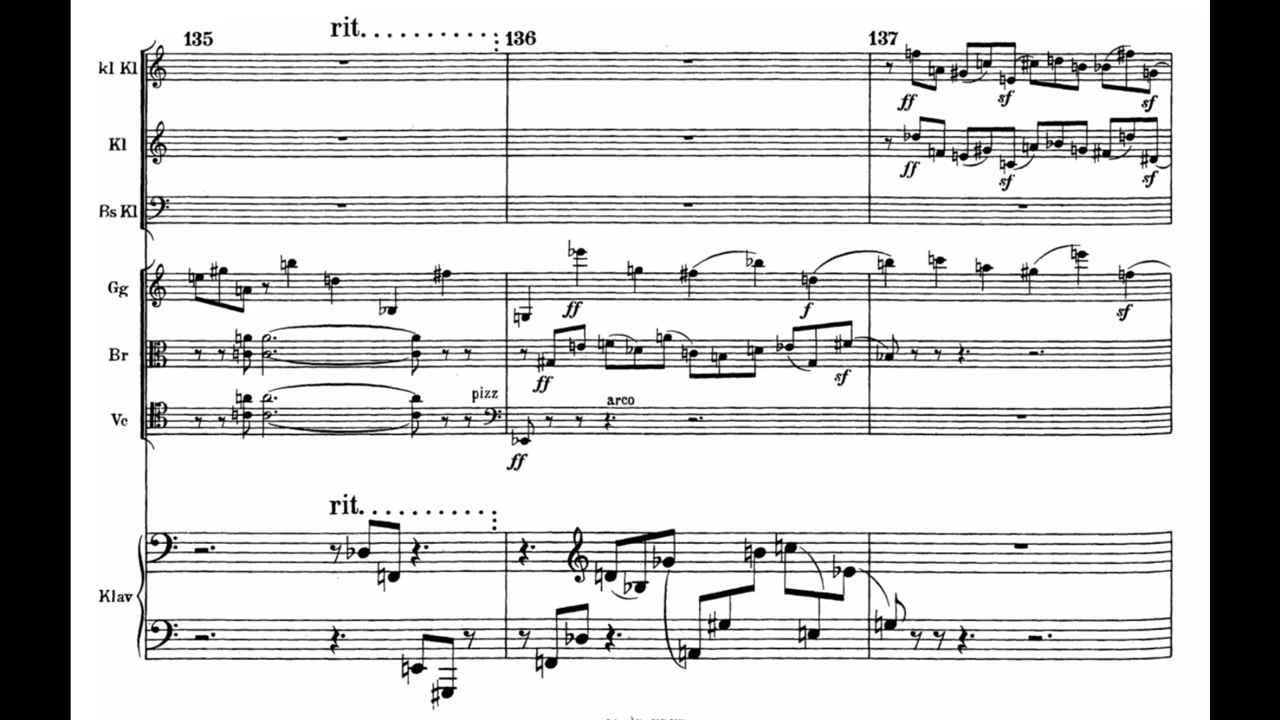 rit. . . . . . . . . . .
135 136 137
kl Kl
ff sf sf
Kl
ff sf sf
Bs Kl
Gg
ff f sf
Br
ff sf
pizz
Vc arco
ff
rit. . . . . . . . . . .
Klav